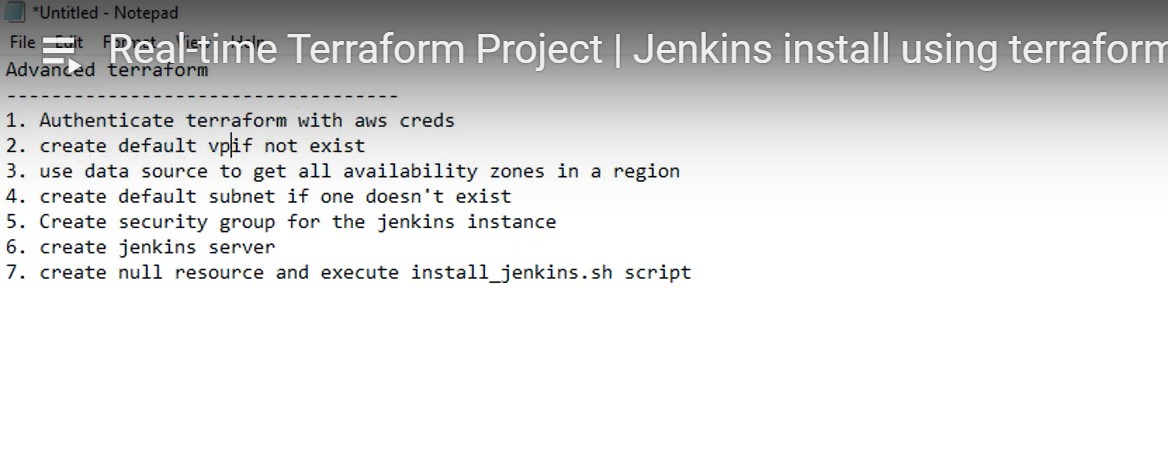 *Untitled - Notepad
File Edit Format View Help
Real-time Terraform Project | Jenkins install using terraform
Advanced terraform
-----------------------------------
1. Authenticate terraform with aws creds
2. create default vpif not exist
3. use data source to get all availability zones in a region
4. create default subnet if one doesn't exist
5. Create security group for the jenkins instance
6. create jenkins server
7. create null resource and execute install_jenkins.sh script